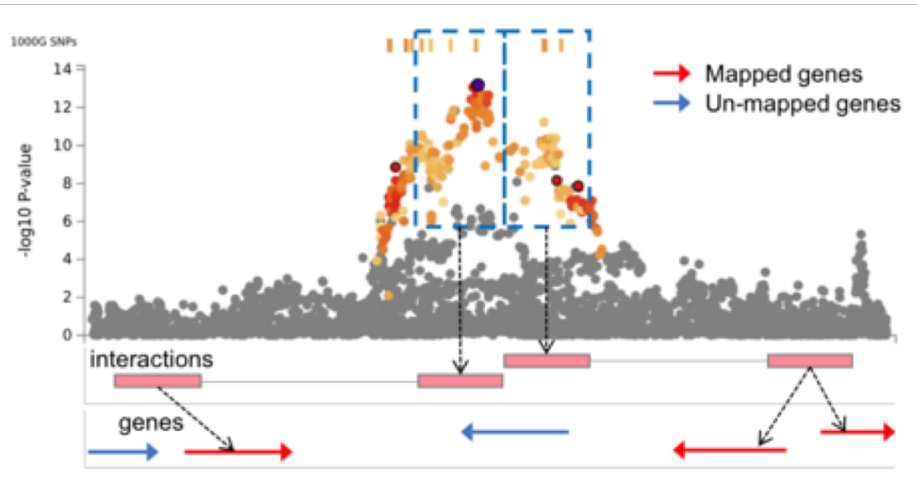 1000G SNPs
14
12
10
8
6
4
2
0
-log10 P-value
Mapped genes
Un-mapped genes
interactions
genes